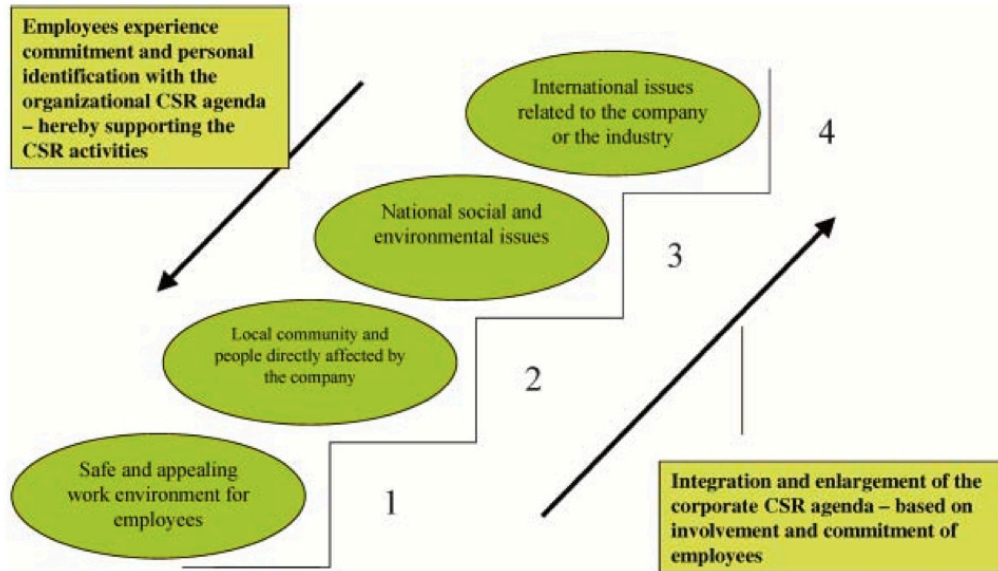 Employees experience
commitment and personal
identification with the
organizational CSR agenda
– hereby supporting the
CSR activities
International issues
related to the company
or the industry
4
National social and
environmental issues
3
Local community and
people directly affected by
the company
2
Safe and appealing
work environment for
employees
1
Integration and enlargement of the
corporate CSR agenda – based on
involvement and commitment of
employees